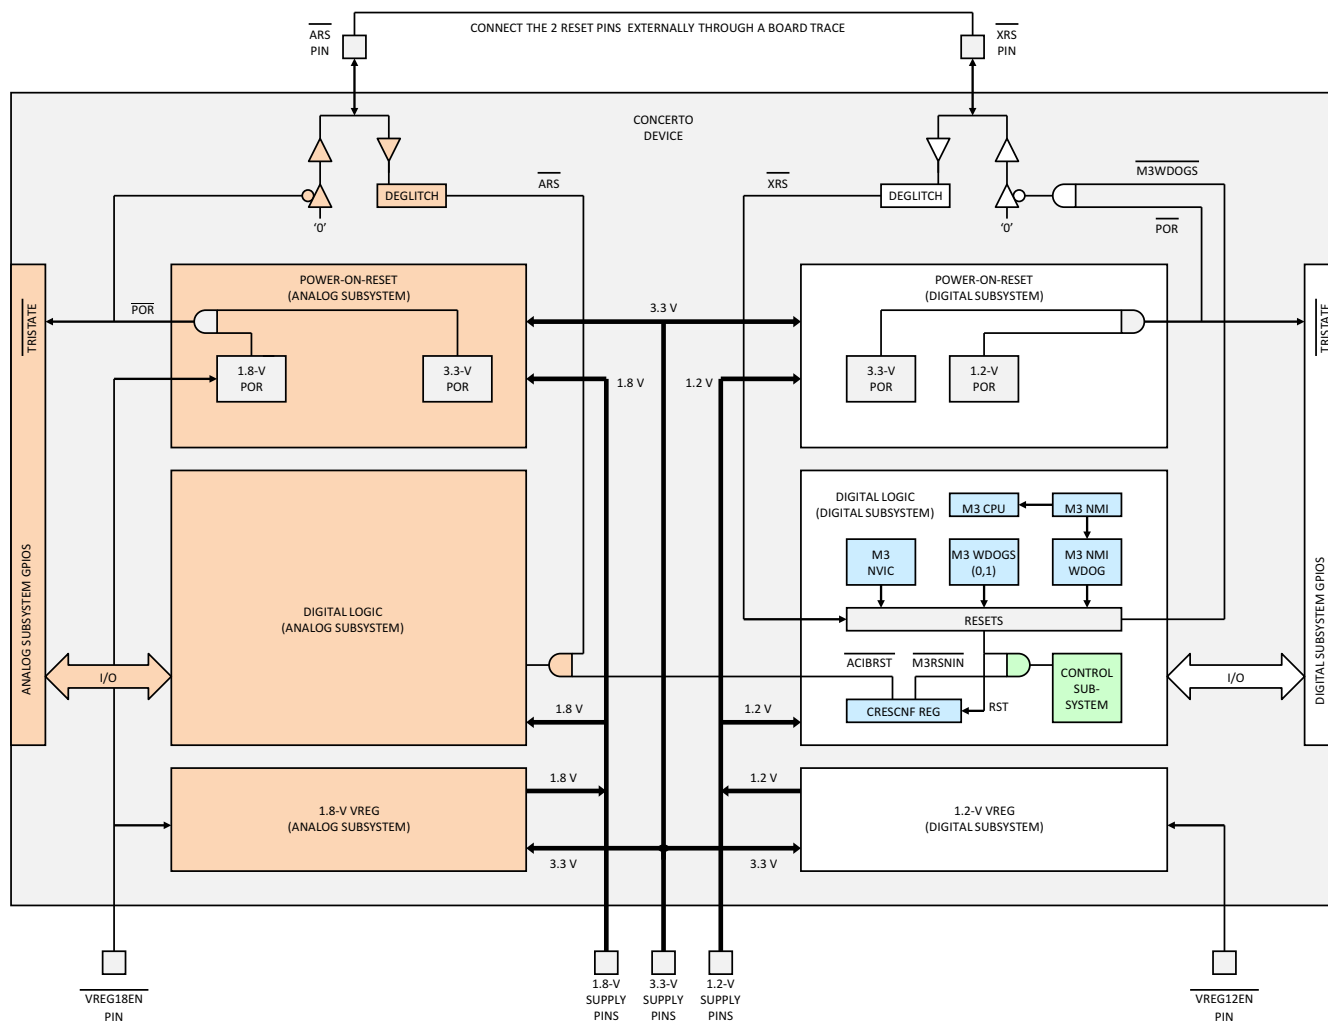 CONNECT THE 2 RESET PINS EXTERNALLY THROUGH A BOARD TRACE
ARS
PIN
XRS
PIN
CONCERTO
DEVICE
M3WDOGS
ARS
XRS
DEGLITCH
DEGLITCH
'0'
'0'
POR
POWER-ON-RESET
(ANALOG SUBSYSTEM)
POWER-ON-RESET
(DIGITAL SUBSYSTEM)
TRISTATE
POR
3.3 V
TRISTATE
1.8-V
POR
3.3-V
POR
1.8 V
1.2 V
3.3-V
POR
1.2-V
POR
DIGITAL LOGIC
(DIGITAL SUBSYSTEM)
M3 CPU
M3 NMI
M3
NVIC
M3 WDOGS
(0,1)
M3 NMI
WDOG
ANALOG SUBSYSTEM GPIOS
DIGITAL LOGIC
(ANALOG SUBSYSTEM)
RESETS
DIGITAL SUBSYSTEM GPIOS
I/O
ACIBRST
M3RSNIN
CONTROL
SUB-
SYSTEM
I/O
1.8 V
1.2 V
CRESCNF REG
RST
1.8 V
1.2 V
1.8-V VREG
(ANALOG SUBSYSTEM)
1.2-V VREG
(DIGITAL SUBSYSTEM)
3.3 V
3.3 V
VREG18EN
PIN
1.8-V
SUPPLY
PINS
3.3-V
SUPPLY
PINS
1.2-V
SUPPLY
PINS
VREG12EN
PIN